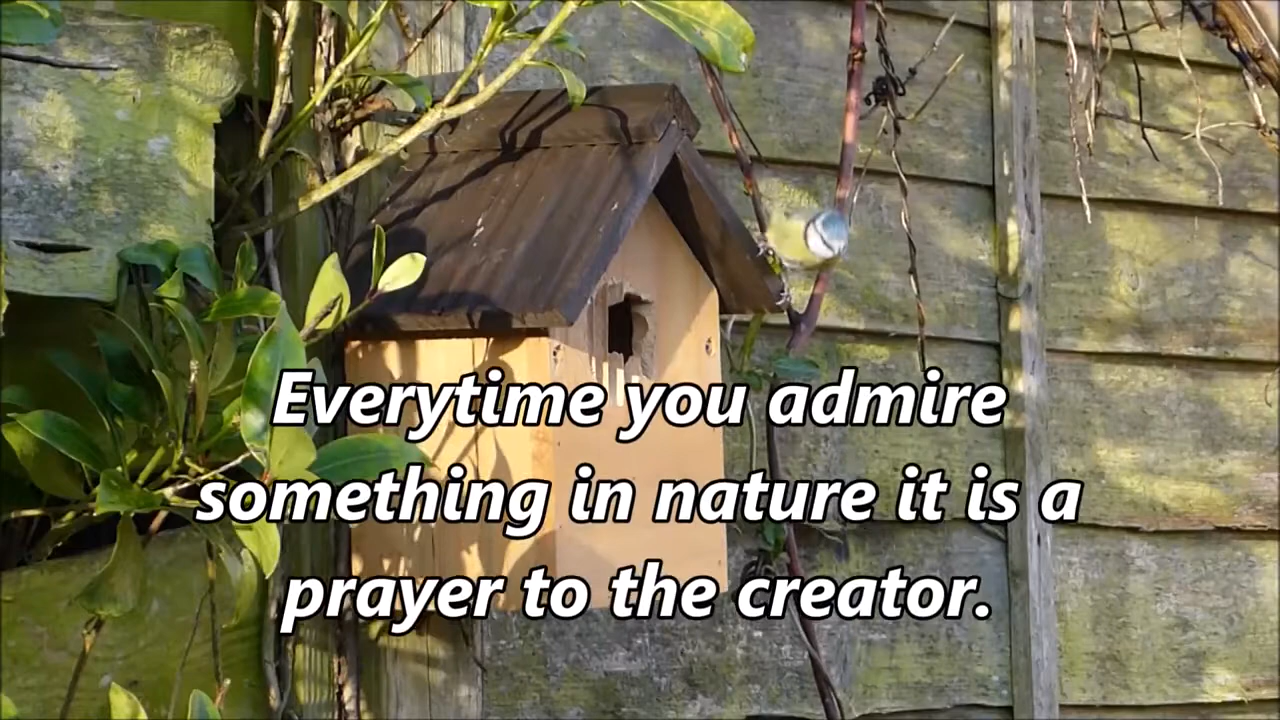 Everytime you admire
something in nature it is a
prayer to the creator.